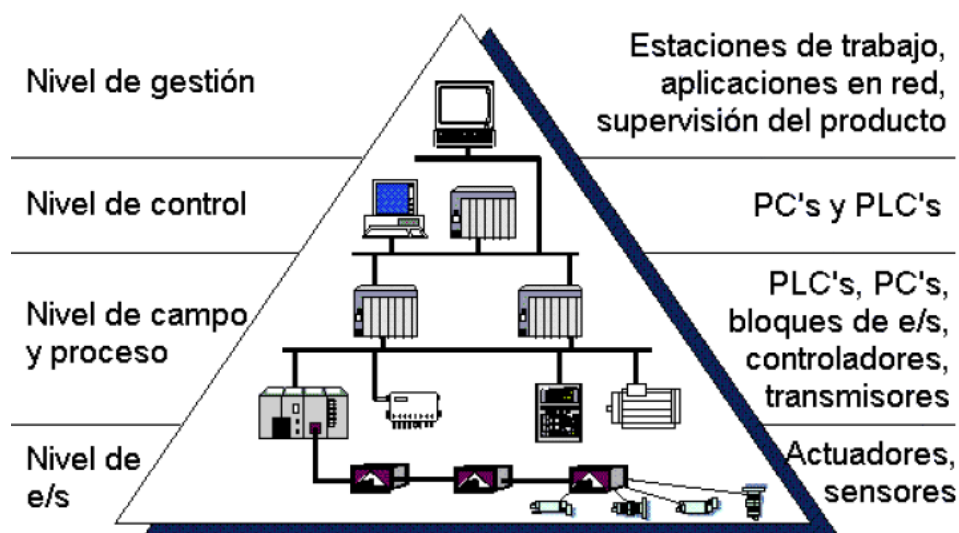 Nivel de gestión
Estaciones de trabajo,
aplicaciones en red,
supervisión del producto
Nivel de control
PC's y PLC's
Nivel de campo
y proceso
PLC's, PC's,
bloques de e/s,
controladores,
transmisores
Nivel de
e/s
Actuadores,
sensores